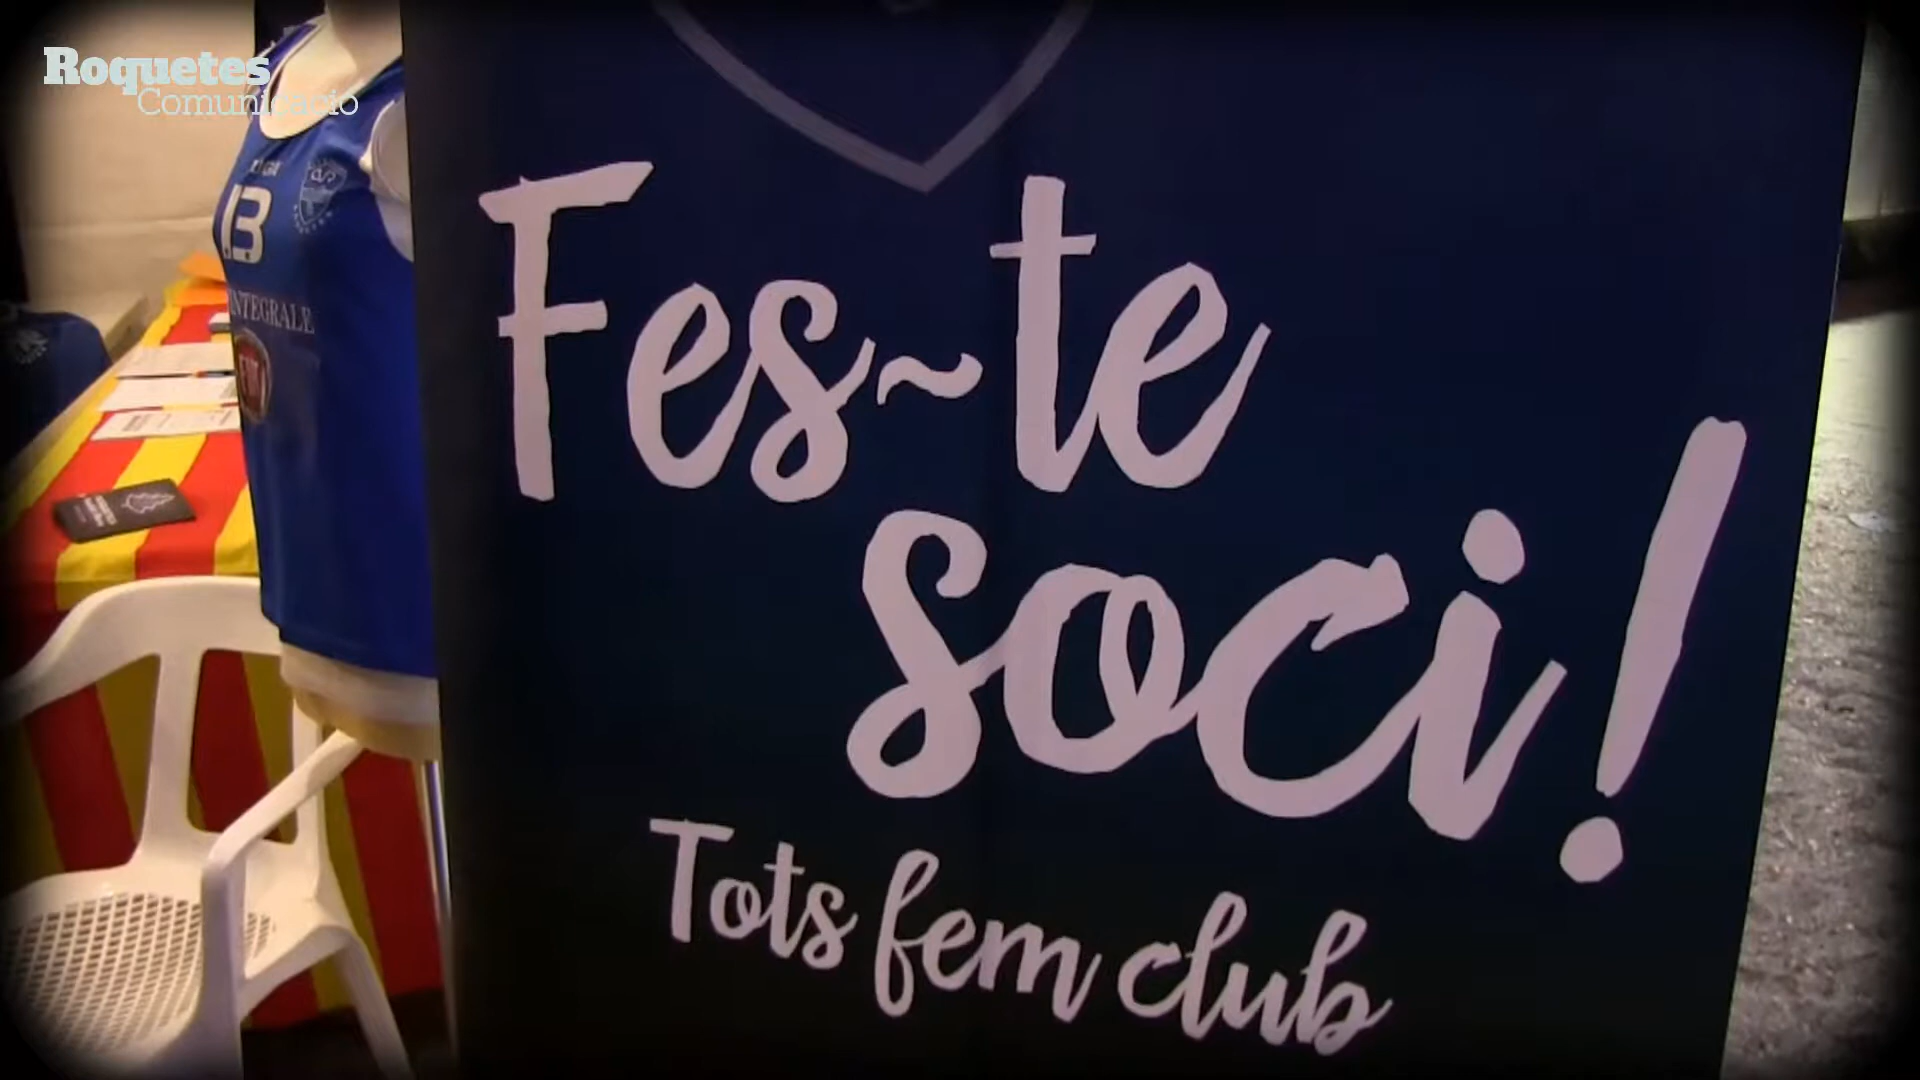 Roquetes
Comunicació
13
INTEGRALE
Fes~te
soci!
Tots fem club